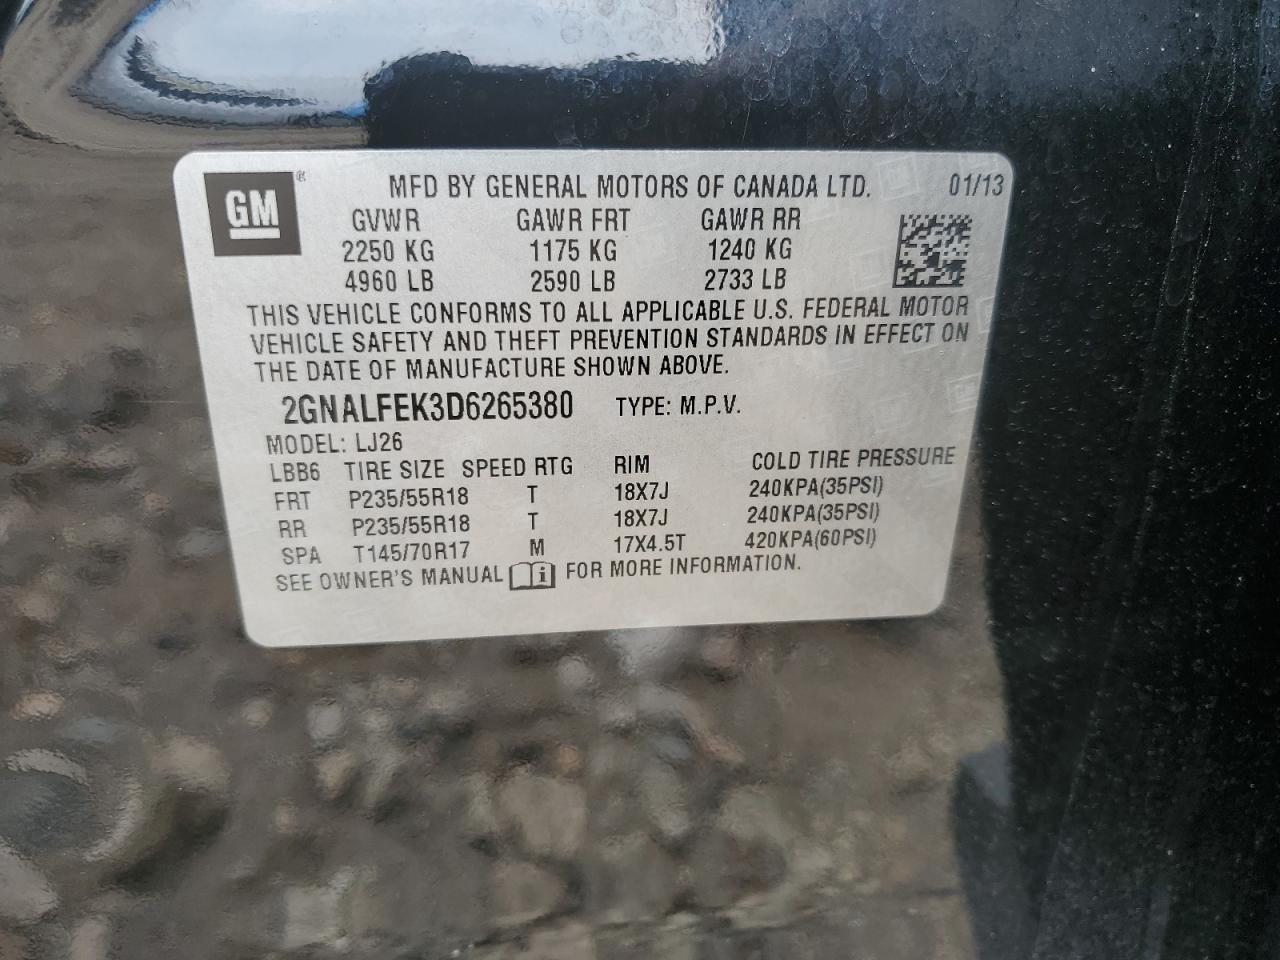 GM® MFD BY GENERAL MOTORS OF CANADA LTD. 01/13
GVWR GAWR FRT GAWR RR
2250 KG 1175 KG 1240 KG
4960 LB 2590 LB 2733 LB
THIS VEHICLE CONFORMS TO ALL APPLICABLE U.S. FEDERAL MOTOR
VEHICLE SAFETY AND THEFT PREVENTION STANDARDS IN EFFECT ON
THE DATE OF MANUFACTURE SHOWN ABOVE.
2GNALFEK3D6265380 TYPE: M.P.V.
MODEL: LJ26
LBB6 TIRE SIZE SPEED RTG RIM COLD TIRE PRESSURE
FRT P235/55R18 T 18X7J 240KPA(35PSI)
RR P235/55R18 T 18X7J 240KPA(35PSI)
SPA T145/70R17 M 17X4.5T 420KPA(60PSI)
SEE OWNER'S MANUAL i FOR MORE INFORMATION.